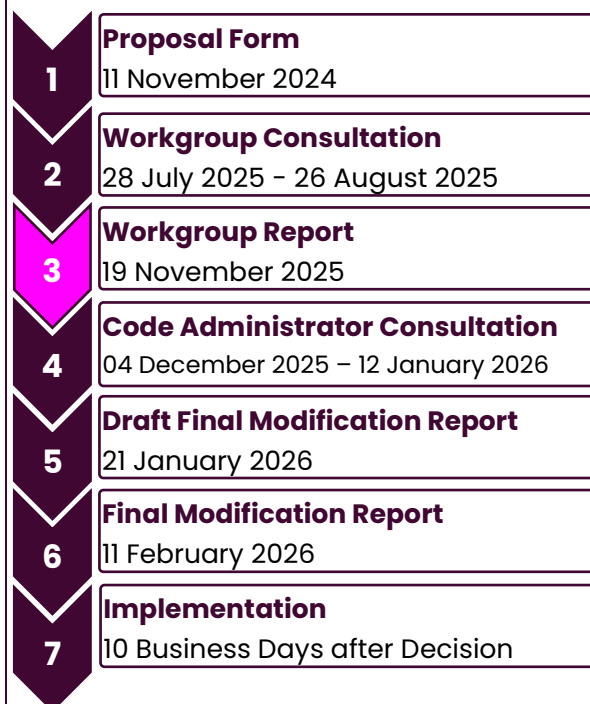 1
Proposal Form
11 November 2024
2
Workgroup Consultation
28 July 2025 - 26 August 2025
3
Workgroup Report
19 November 2025
4
Code Administrator Consultation
04 December 2025 – 12 January 2026
5
Draft Final Modification Report
21 January 2026
6
Final Modification Report
11 February 2026
7
Implementation
10 Business Days after Decision